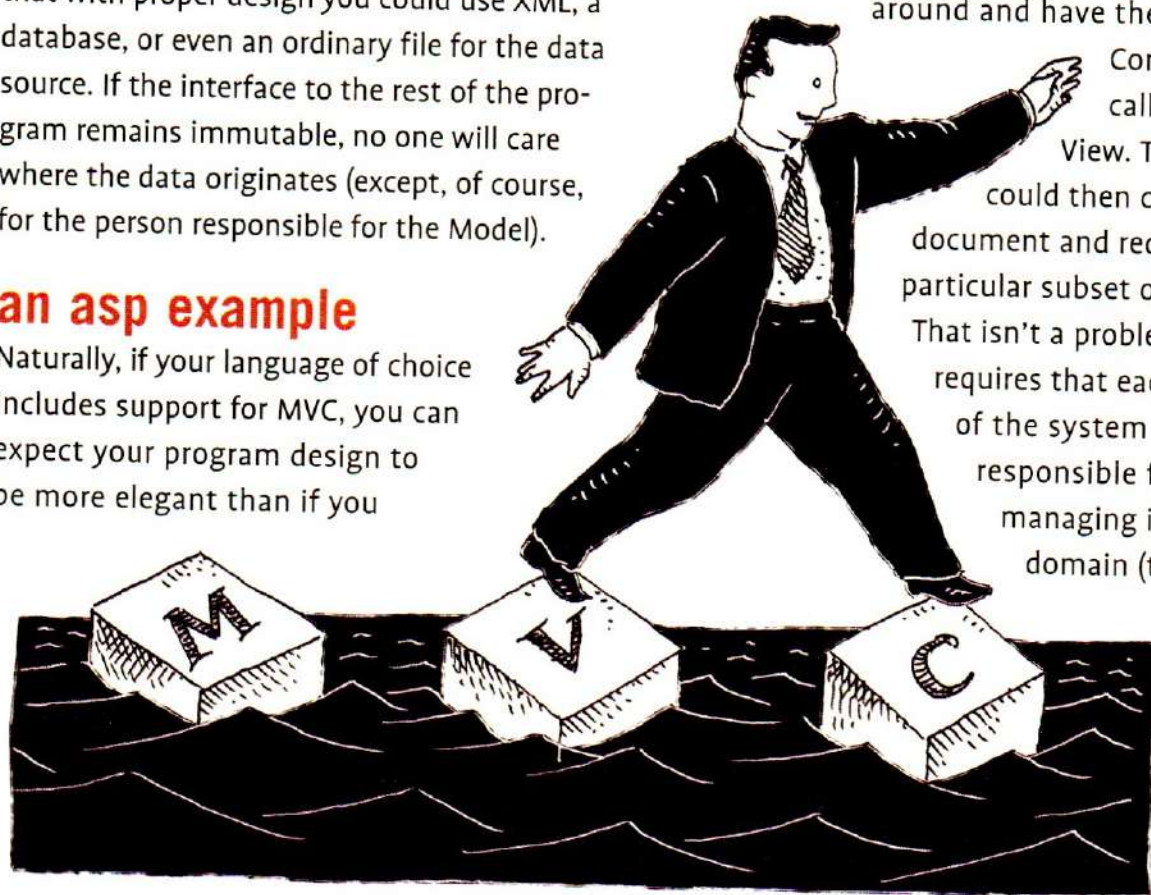 that with proper design you could use XML, a
database, or even an ordinary file for the data
source. If the interface to the rest of the pro-
gram remains immutable, no one will care
where the data originates (except, of course,
for the person responsible for the Model).
an asp example
Naturally, if your language of choice
includes support for MVC, you can
expect your program design to
be more elegant than if you
around and have the
Con
call
View. T
could then c
document and rec
particular subset o
That isn't a proble
requires that eac
of the system
responsible f
managing i
domain (t
M
V
C